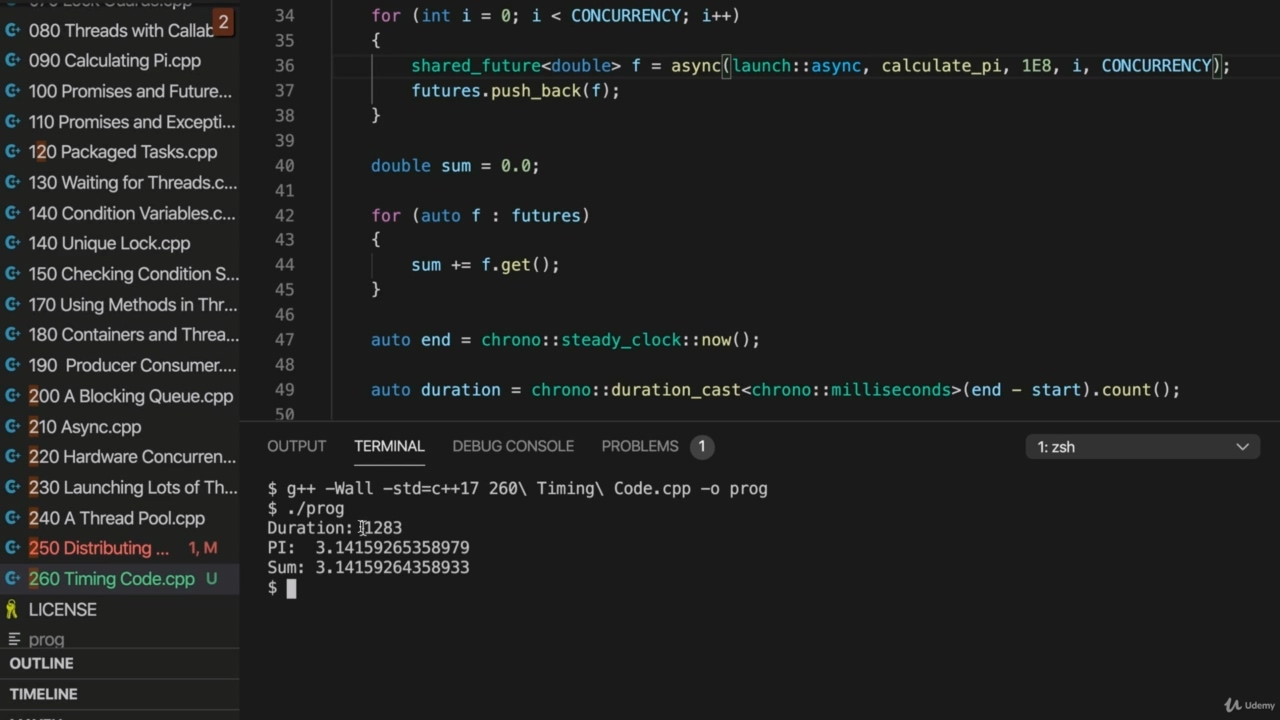 2
080 Threads with Callab
090 Calculating Pi.cpp
100 Promises and Future...
110 Promises and Excepti...
120 Packaged Tasks.cpp
130 Waiting for Threads.c...
140 Condition Variables.c...
140 Unique Lock.cpp
150 Checking Condition S...
170 Using Methods in Thr...
180 Containers and Threa...
190 Producer Consumer....
200 A Blocking Queue.cpp
210 Async.cpp
220 Hardware Concurren...
230 Launching Lots of Th...
240 A Thread Pool.cpp
250 Distributing ... 1, M
260 Timing Code.cpp U
LICENSE
prog
OUTLINE
TIMELINE
34 for (int i = 0; i < CONCURRENCY; i++)
35 {
36 shared_future<double> f = async(launch::async, calculate_pi, 1E8, i, CONCURRENCY);
37 futures.push_back(f);
38 }
39
40 double sum = 0.0;
41
42 for (auto f : futures)
43 {
44 sum += f.get();
45 }
46
47 auto end = chrono::steady_clock::now();
48
49 auto duration = chrono::duration_cast<chrono::milliseconds>(end - start).count();
50
OUTPUT TERMINAL DEBUG CONSOLE PROBLEMS 1 1: zsh
$ g++ -Wall -std=c++17 260\ Timing\ Code.cpp -o prog
$ ./prog
Duration: 1283
PI: 3.14159265358979
Sum: 3.14159264358933
$
Udemy